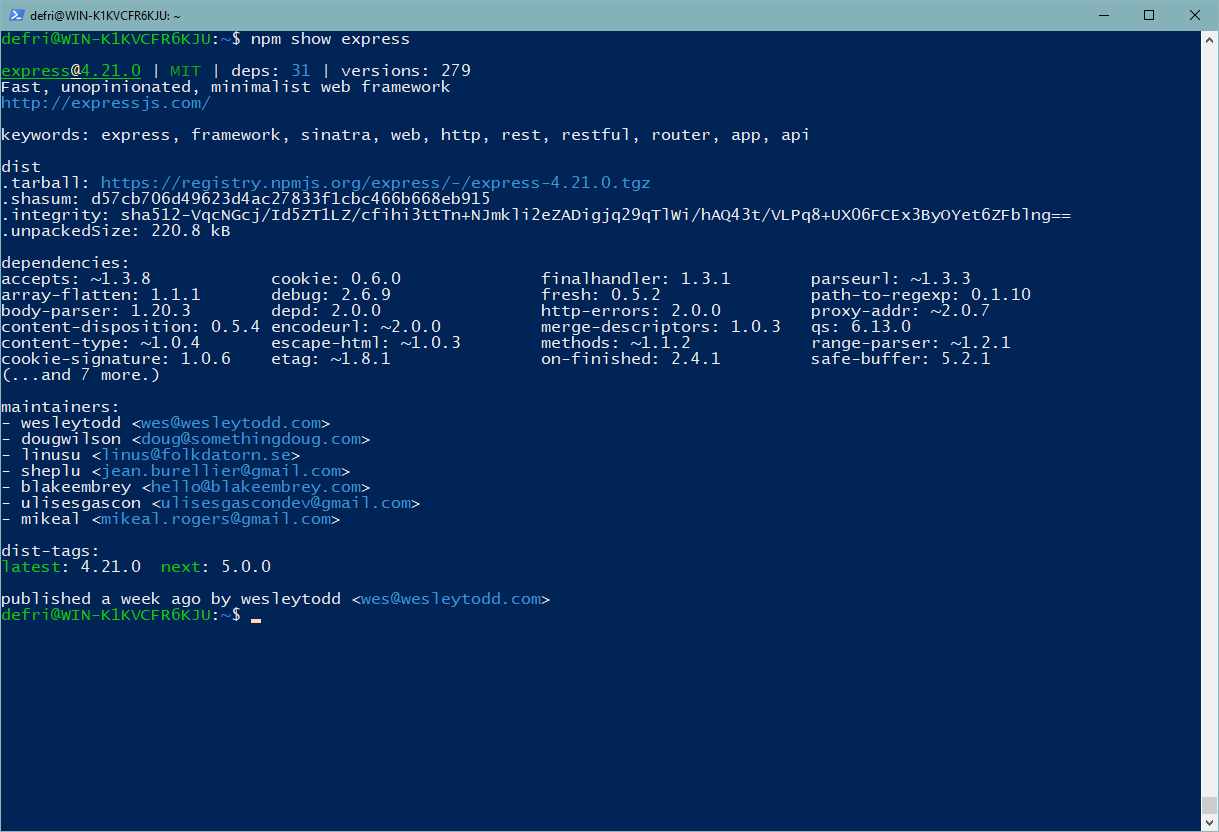 defri@WIN-K1KVCFR6KJU: ~
defri@WIN-K1KVCFR6KJU:~$ npm show express
express@4.21.0 | MIT | deps: 31 | versions: 279
Fast, unopinionated, minimalist web framework
http://expressjs.com/
keywords: express, framework, sinatra, web, http, rest, restful, router, app, api
dist
.tarball: https://registry.npmjs.org/express/-/express-4.21.0.tgz
.shasum: d57cb706d49623d4ac27833f1cbc466b668eb915
.integrity: sha512-VqcNGcj/Id5ZT1LZ/cfihi3ttTn+NJmkli2eZADigjq29qTlWi/hAQ43t/VLPq8+UX06FCEx3ByOYet6ZFblng==
.unpackedSize: 220.8 kB
dependencies:
accepts: ~1.3.8 cookie: 0.6.0 finalhandler: 1.3.1 parseurl: ~1.3.3
array-flatten: 1.1.1 debug: 2.6.9 fresh: 0.5.2 path-to-regexp: 0.1.10
body-parser: 1.20.3 depd: 2.0.0 http-errors: 2.0.0 proxy-addr: ~2.0.7
content-disposition: 0.5.4 encodeurl: ~2.0.0 merge-descriptors: 1.0.3 qs: 6.13.0
content-type: ~1.0.4 escape-html: ~1.0.3 methods: ~1.1.2 range-parser: ~1.2.1
cookie-signature: 1.0.6 etag: ~1.8.1 on-finished: 2.4.1 safe-buffer: 5.2.1
(...and 7 more.)
maintainers:
- wesleytodd <wes@wesleytodd.com>
- dougwilson <doug@somethingdoug.com>
- linusu <linus@folkdatorn.se>
- sheplu <jean.burellier@gmail.com>
- blakeembrey <hello@blakeembrey.com>
- ulisesgascon <ulisesgascondev@gmail.com>
- mikeal <mikeal.rogers@gmail.com>
dist-tags:
latest: 4.21.0 next: 5.0.0
published a week ago by wesleytodd <wes@wesleytodd.com>
defri@WIN-K1KVCFR6KJU:~$